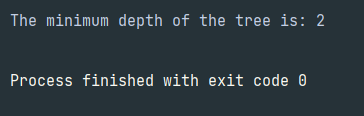 The minimum depth of the tree is: 2
Process finished with exit code 0